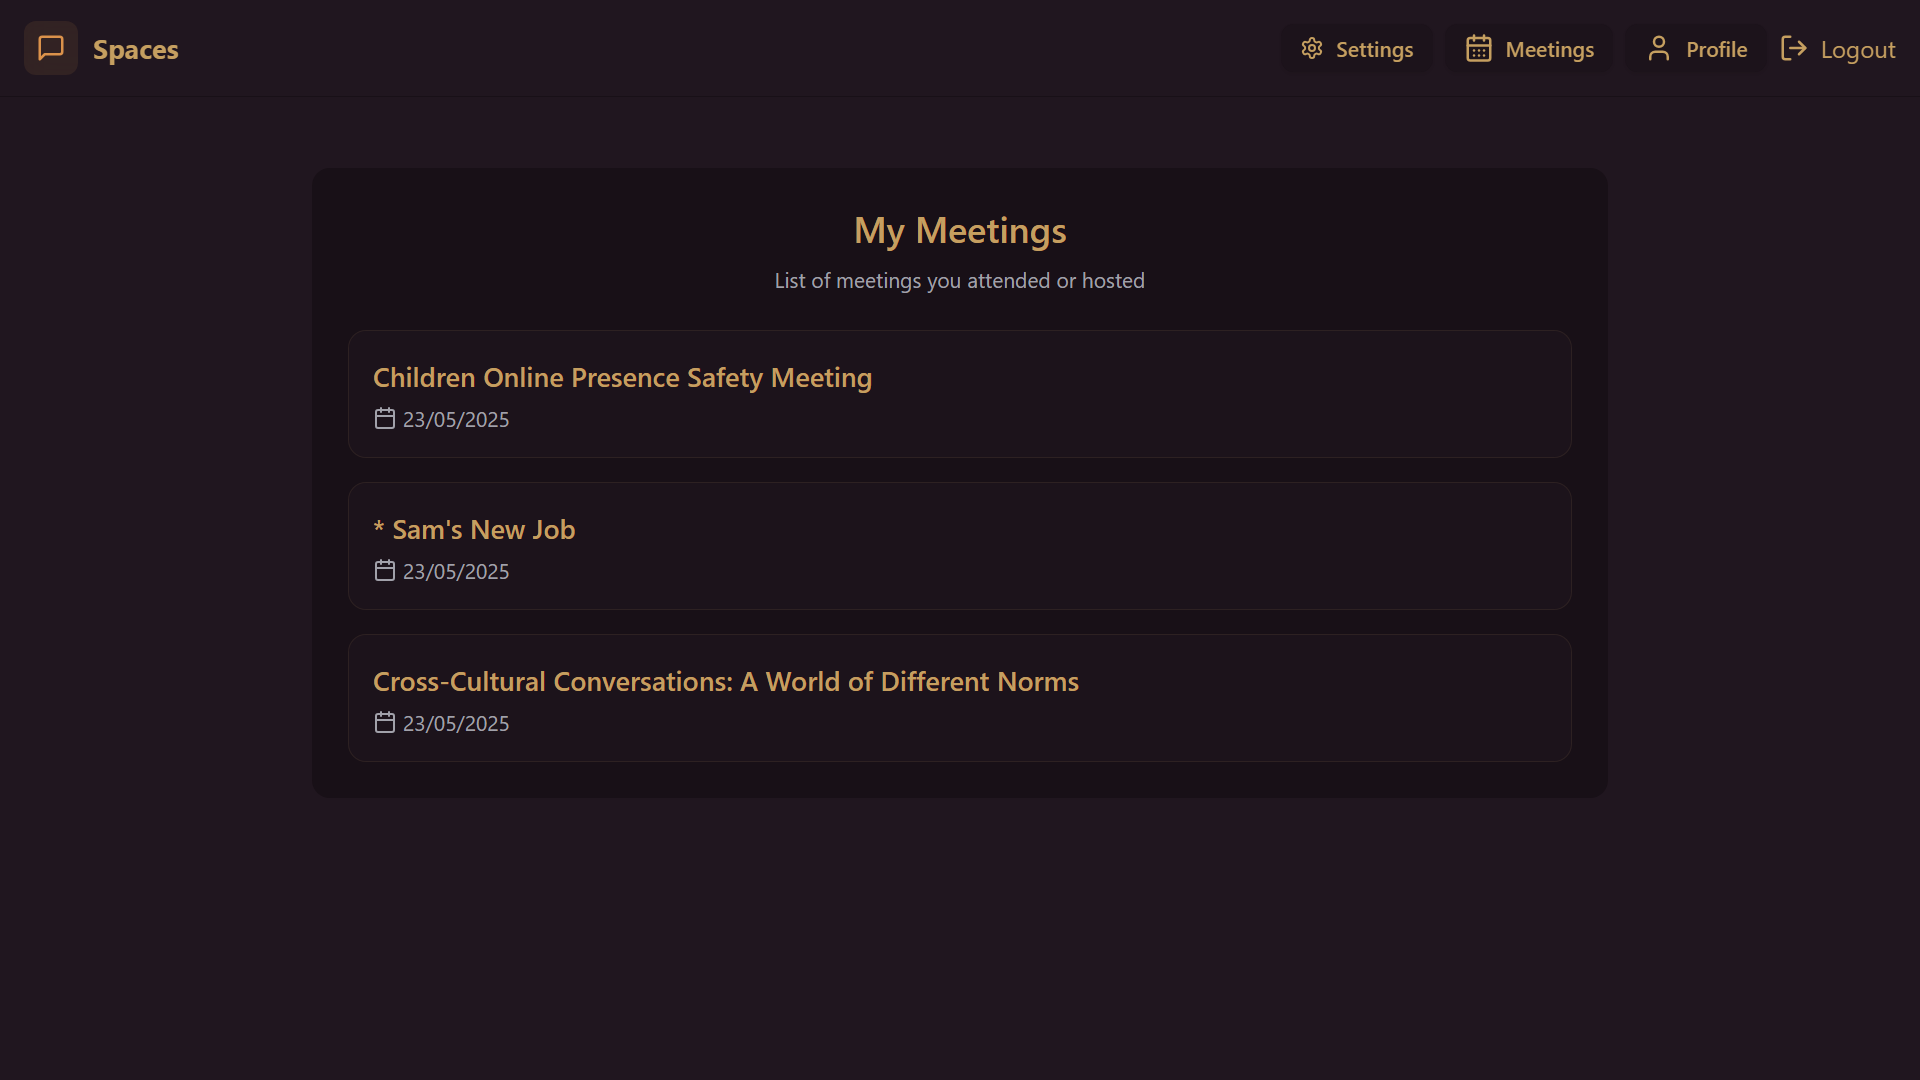 Spaces
Settings
Meetings
Profile
Logout
My Meetings
List of meetings you attended or hosted
Children Online Presence Safety Meeting
23/05/2025
* Sam's New Job
23/05/2025
Cross-Cultural Conversations: A World of Different Norms
23/05/2025